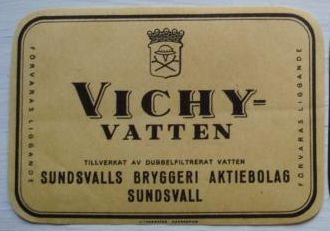 VICHY-
VATTEN
TILLVERKAT AV DUBBELFILTRERAT VATTEN
SUNDSVALLS BRYGGERI AKTIEBOLAG
SUNDSVALL
FÖRVARAS LIGGANDE
FÖRVARAS LIGGANDE